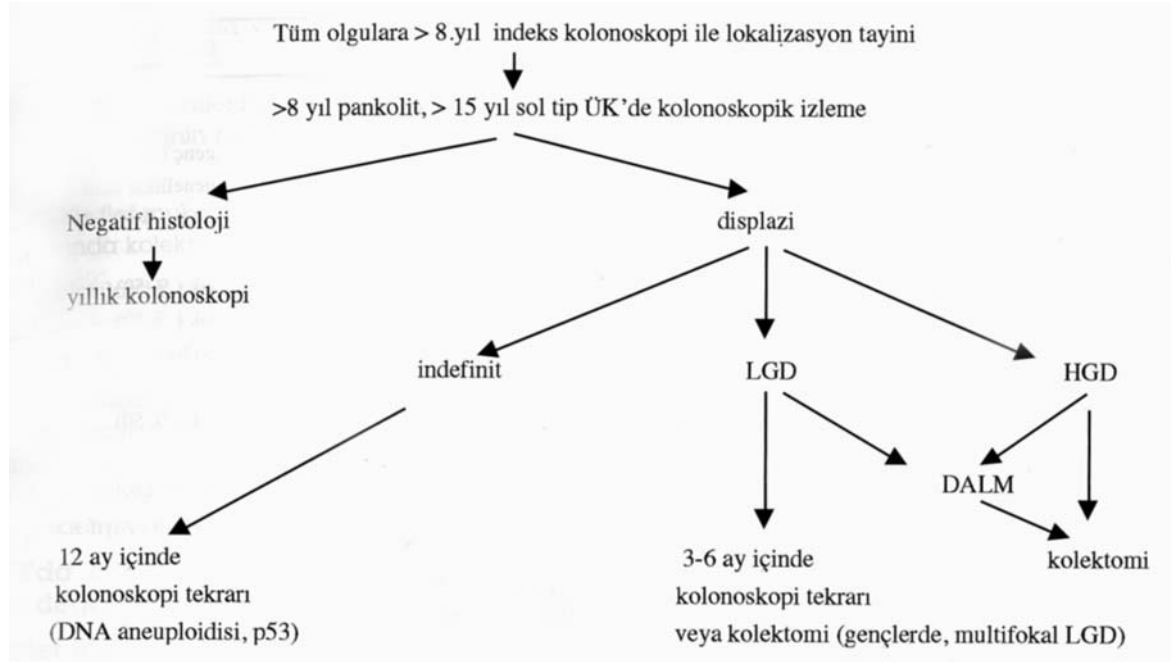 Tüm olgulara > 8.yıl indeks kolonoskopi ile lokalizasyon tayini
>8 yıl pankolit, > 15 yıl sol tip ÜK’de kolonoskopik izleme
Negatif histoloji
displazi
yıllık kolonoskopi
indefinit
LGD
HGD
DALM
12 ay içinde
kolonoskopi tekrarı
(DNA aneuploidisi, p53)
3-6 ay içinde
kolonoskopi tekrarı
veya kolektomi (gençlerde, multifokal LGD)
kolektomi